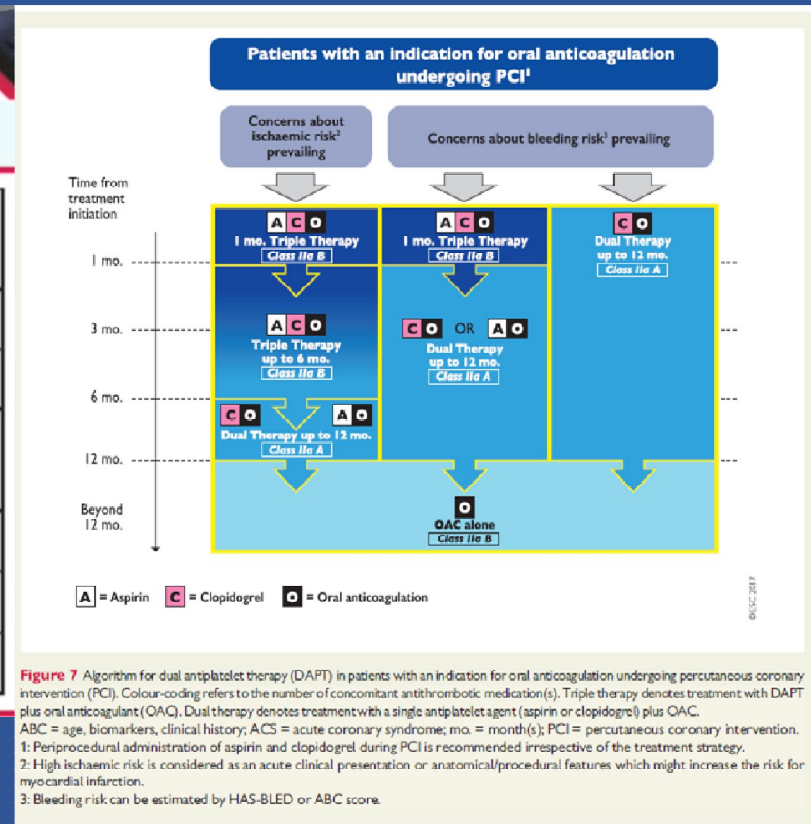 Patients with an indication for oral anticoagulation
undergoing PCI¹
Concerns about
ischaemic risk²
prevailing
Concerns about bleeding risk³ prevailing
Time from
treatment
initiation
A C O
1 mo. Triple Therapy
Class IIa B
A C O
1 mo. Triple Therapy
Class IIa B
C O
Dual Therapy
up to 12 mo.
Class IIa A
1 mo.
3 mo.
A C O
Triple Therapy
up to 6 mo.
Class IIa B
C O OR A O
Dual Therapy
up to 12 mo.
Class IIa A
6 mo.
C O A O
Dual Therapy up to 12 mo.
Class IIa A
12 mo.
Beyond
12 mo.
O
OAC alone
Class IIa B
A = Aspirin C = Clopidogrel O = Oral anticoagulation
©ESC 2017
Figure 7 Algorithm for dual antiplatelet therapy (DAPT) in patients with an indication for oral anticoagulation undergoing percutaneous coronary
intervention (PCI). Colour-coding refers to the number of concomitant antithrombotic medication(s). Triple therapy denotes treatment with DAPT
plus oral anticoagulant (OAC). Dual therapy denotes treatment with a single antiplatelet agent (aspirin or clopidogrel) plus OAC.
ABC = age, biomarkers, clinical history; ACS = acute coronary syndrome; mo. = month(s); PCI = percutaneous coronary intervention.
1: Periprocedural administration of aspirin and clopidogrel during PCI is recommended irrespective of the treatment strategy.
2: High ischaemic risk is considered as an acute clinical presentation or anatomical/procedural features which might increase the risk for
myocardial infarction.
3: Bleeding risk can be estimated by HAS-BLED or ABC score.